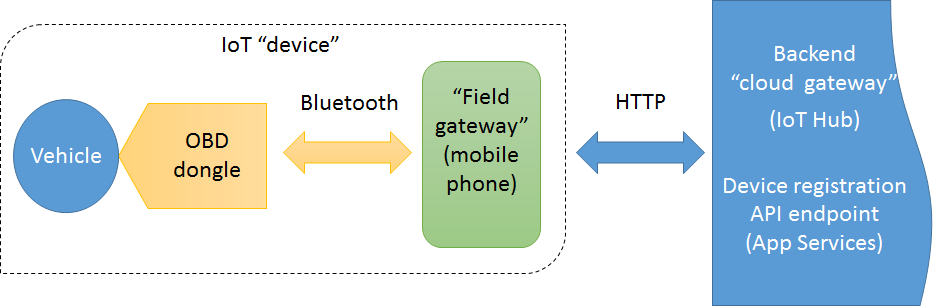 IoT “device”
Vehicle
OBD
dongle
Bluetooth
“Field
gateway”
(mobile
phone)
HTTP
Backend
“cloud gateway”
(IoT Hub)
Device registration
API endpoint
(App Services)